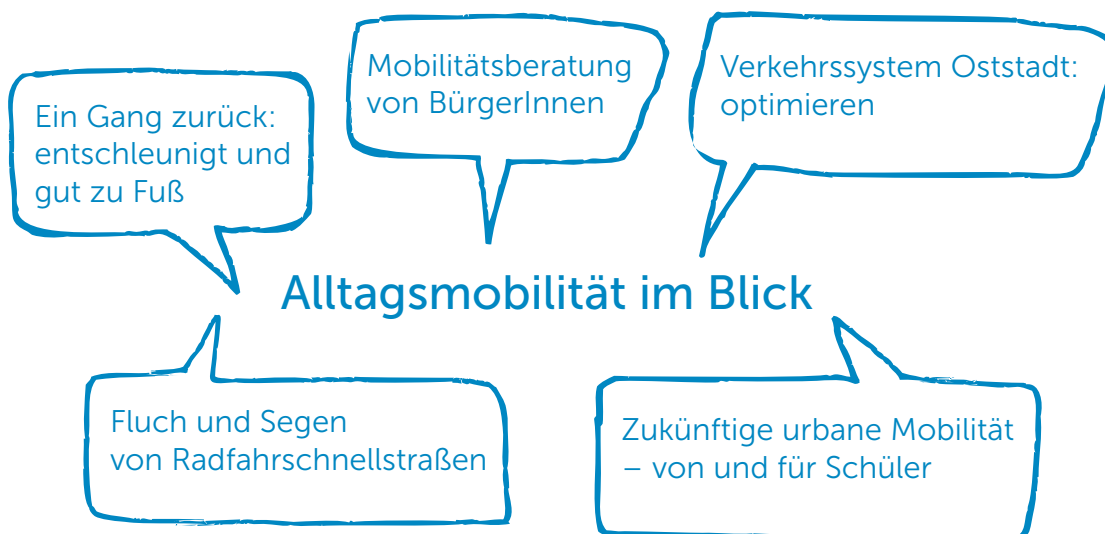 Ein Gang zurück:
entschleunigt und
gut zu Fuß
Mobilitätsberatung
von BürgerInnen
Verkehrssystem Oststadt:
optimieren
Alltagsmobilität im Blick
Fluch und Segen
von Radfahrschnellstraßen
Zukünftige urbane Mobilität
– von und für Schüler